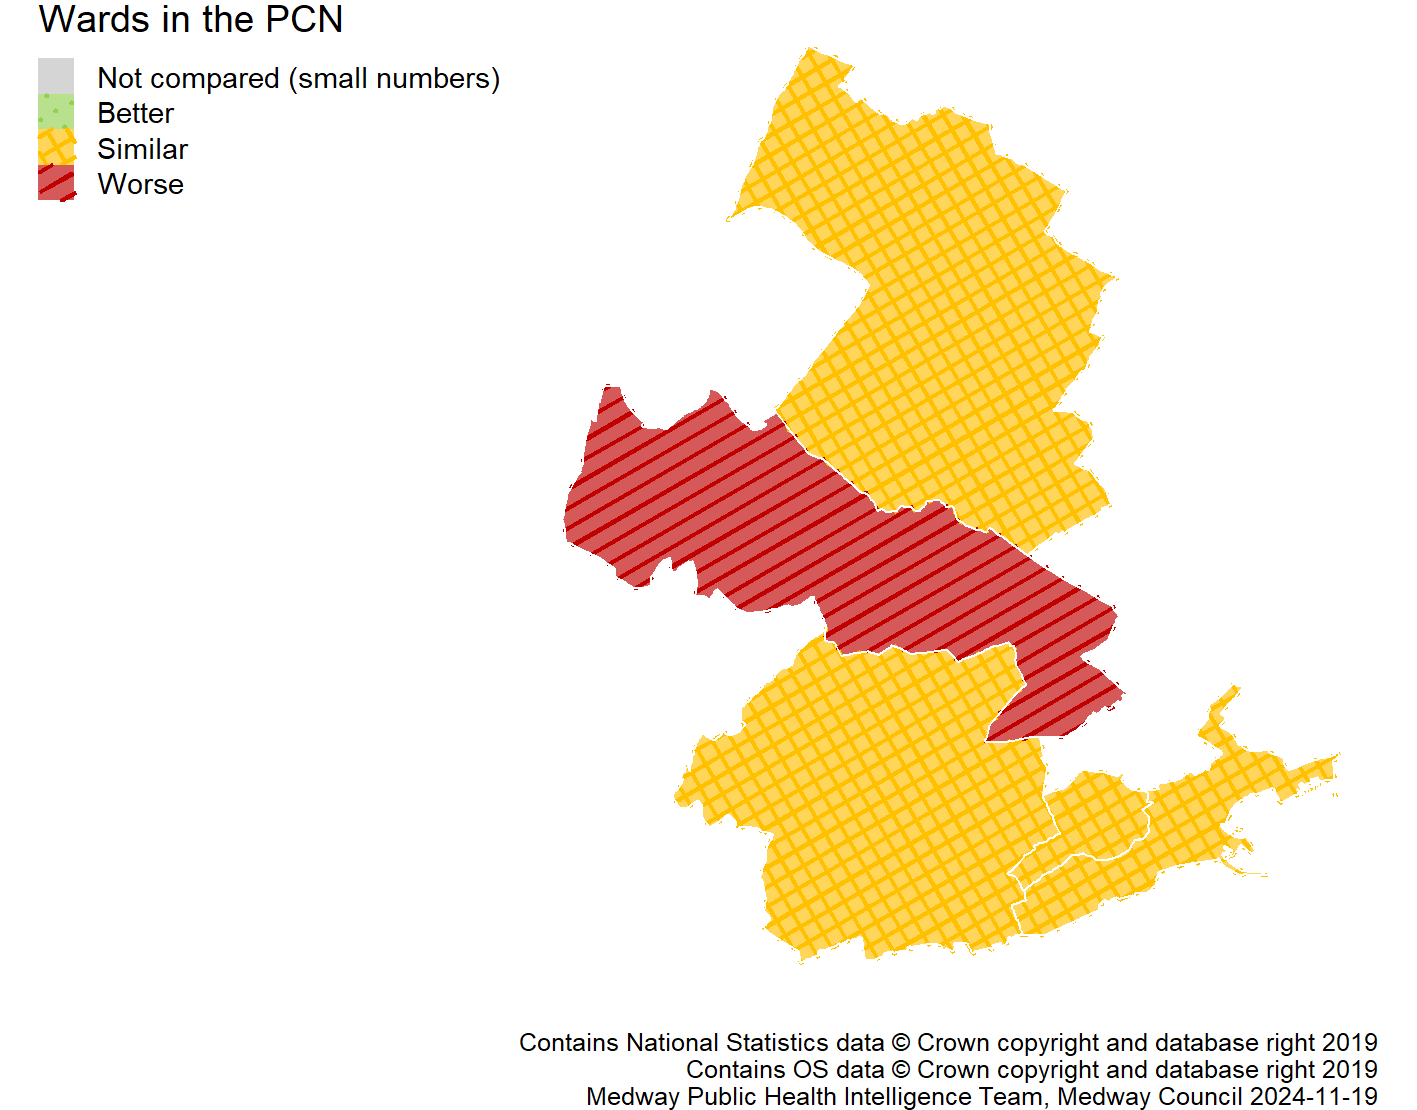 Wards in the PCN
Not compared (small numbers)
Better
Similar
Worse
Contains National Statistics data © Crown copyright and database right 2019
Contains OS data © Crown copyright and database right 2019
Medway Public Health Intelligence Team, Medway Council 2024-11-19